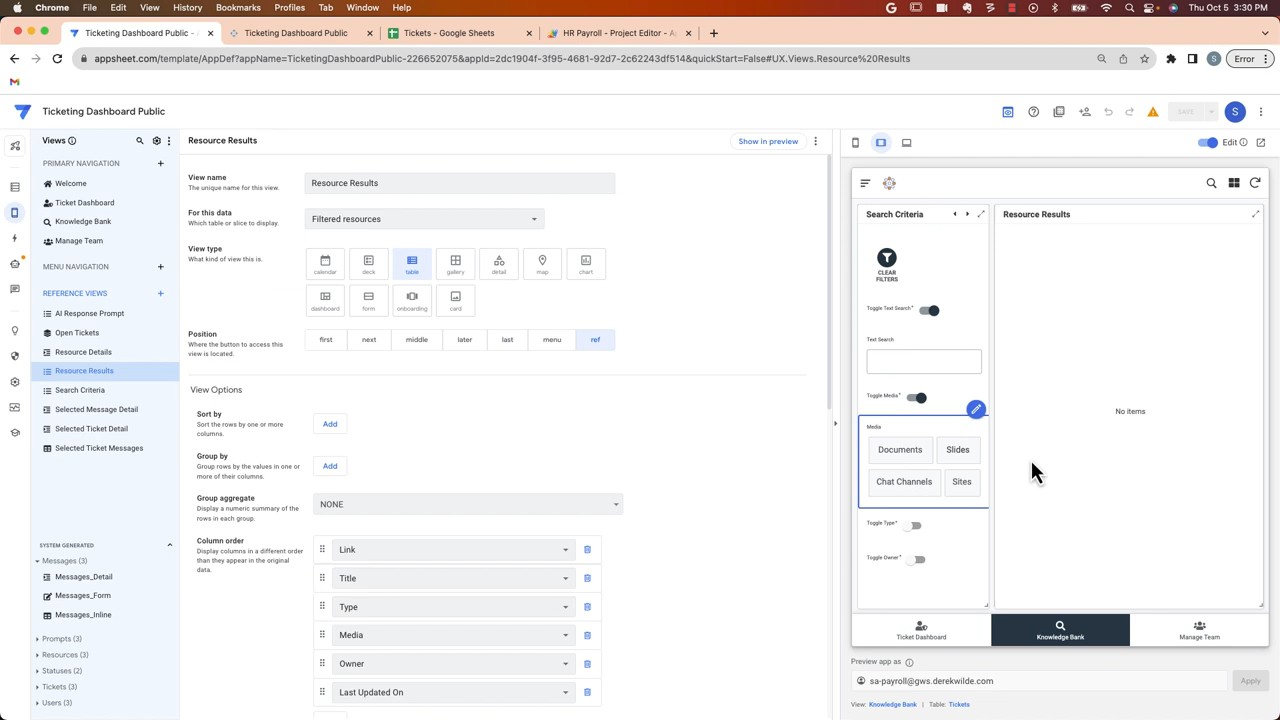 Chrome File Edit View History Bookmarks Profiles Tab Window Help Thu Oct 5 3:30 PM
Ticketing Dashboard Public - Ticketing Dashboard Public Tickets - Google Sheets HR Payroll - Project Editor - A
appsheet.com/template/AppDef?appName=TicketingDashboardPublic-226652075&appId=2dc1904f-3f95-4681-92d7-2c62243df514&quickStart=False#UX.Views.Resource%20Results S Error
Ticketing Dashboard Public SAVE S
Views
PRIMARY NAVIGATION
Welcome
Ticket Dashboard
Knowledge Bank
Manage Team
MENU NAVIGATION
REFERENCE VIEWS
AI Response Prompt
Open Tickets
Resource Details
Resource Results
Search Criteria
Selected Message Detail
Selected Ticket Detail
Selected Ticket Messages
SYSTEM GENERATED
Messages (3)
Messages_Detail
Messages_Form
Messages_Inline
Prompts (3)
Resources (3)
Statuses (2)
Tickets (3)
Users (3)
Resource Results Show in preview
View name
The unique name for this view.
Resource Results
For this data
Which table or slice to display.
Filtered resources
View type
What kind of view this is.
calendar deck table gallery detail map chart
dashboard form onboarding card
Position
Where the button to access this
view is located.
first next middle later last menu ref
View Options
Sort by
Sort the rows by one or more
columns.
Add
Group by
Group rows by the values in one or
more of their columns.
Add
Group aggregate
Display a numeric summary of the
rows in each group.
NONE
Column order
Display columns in a different order
than they appear in the original
data.
Link
Title
Type
Media
Owner
Last Updated On
Edit
Search Criteria
CLEAR
FILTERS
Toggle Text Search*
Text Search
Toggle Media*
Media
Documents Slides
Chat Channels Sites
Toggle Type*
Toggle Owner*
Resource Results
No items
Ticket Dashboard Knowledge Bank Manage Team
Preview app as
sa-payroll@gws.derekwilde.com Apply
View: Knowledge Bank | Table: Tickets